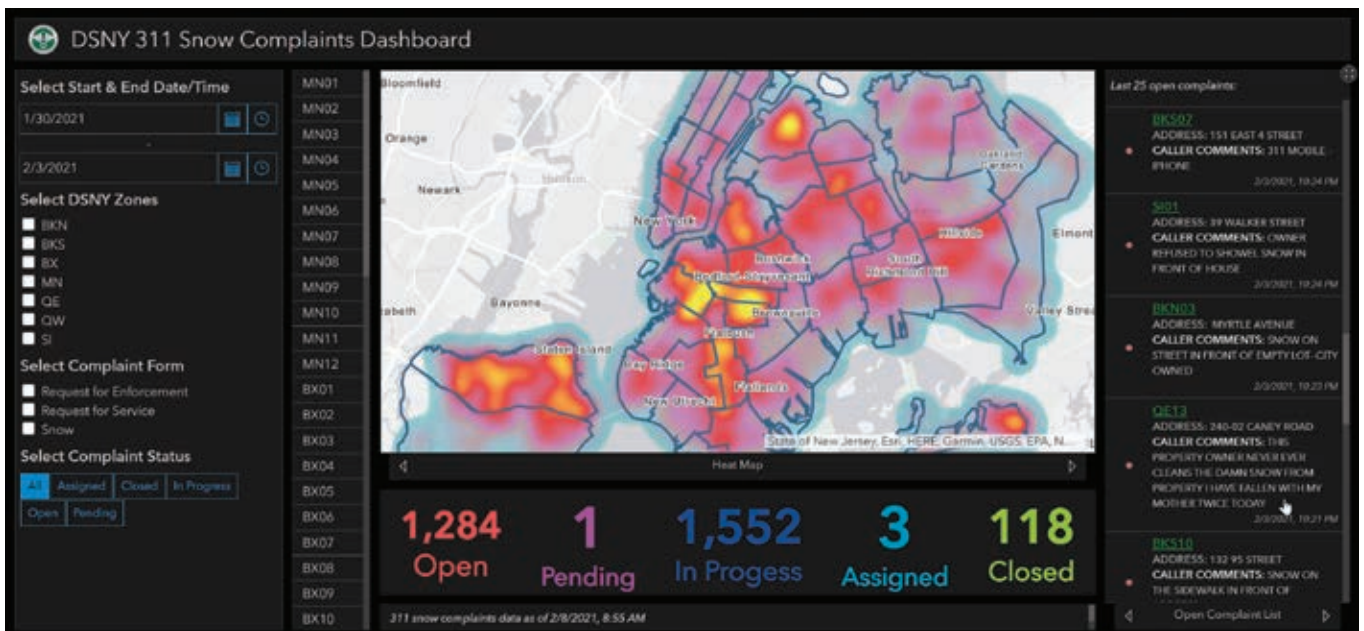 DSNY 311 Snow Complaints Dashboard
Select Start & End Date/Time
1/30/2021
2/3/2021
Select DSNY Zones
BKN
BKS
BX
MN
QE
QW
SI
Select Complaint Form
Request for Enforcement
Request for Service
Snow
Select Complaint Status
All
Assigned
Closed
In Progress
Open
Pending
MN01
MN02
MN03
MN04
MN05
MN06
MN07
MN08
MN09
MN10
MN11
MN12
BX01
BX02
BX03
BX04
BX05
BX06
BX07
BX08
BX09
BX10
Bloomfield
Orange
Newark
New York
Oakland
Gardens
Hillside
Elmont
Bushwick
Bedford-Stuyvesant
South
Richmond Hill
Bayonne
zabeth
Brownsville
Valley Strea
Flatbush
Staten Island
Bay Ridge
Flatlands
New Utrecht
State of New Jersey, Esri, HERE, Garmin, USGS, EPA, N...
Heat Map
1,284
Open
1
Pending
1,552
In Progess
3
Assigned
118
Closed
311 snow complaints data as of 2/8/2021, 8:55 AM
Last 25 open complaints:
BKS07
ADDRESS: 151 EAST 4 STREET
CALLER COMMENTS: 311 MOBILE -
IPHONE
2/3/2021, 10:24 PM
SI01
ADDRESS: 39 WALKER STREET
CALLER COMMENTS: OWNER
REFUSED TO SHOWEL SNOW IN
FRONT OF HOUSE
2/3/2021, 10:24 PM
BKN03
ADDRESS: MYRTLE AVENUE
CALLER COMMENTS: SNOW ON
STREET IN FRONT OF EMPTY LOT- CITY
OWNED
2/3/2021, 10:23 PM
QE13
ADDRESS: 240-02 CANEY ROAD
CALLER COMMENTS: THIS
PROPERTY OWNER NEVER EVER
CLEANS THE DAMN SNOW FROM
PROPERTY I HAVE FALLEN WITH MY
MOTHER TWICE TODAY
2/3/2021, 10:21 PM
BKS10
ADDRESS: 132 95 STREET
CALLER COMMENTS: SNOW ON
THE SIDEWALK IN FRONT OF
Open Complaint List